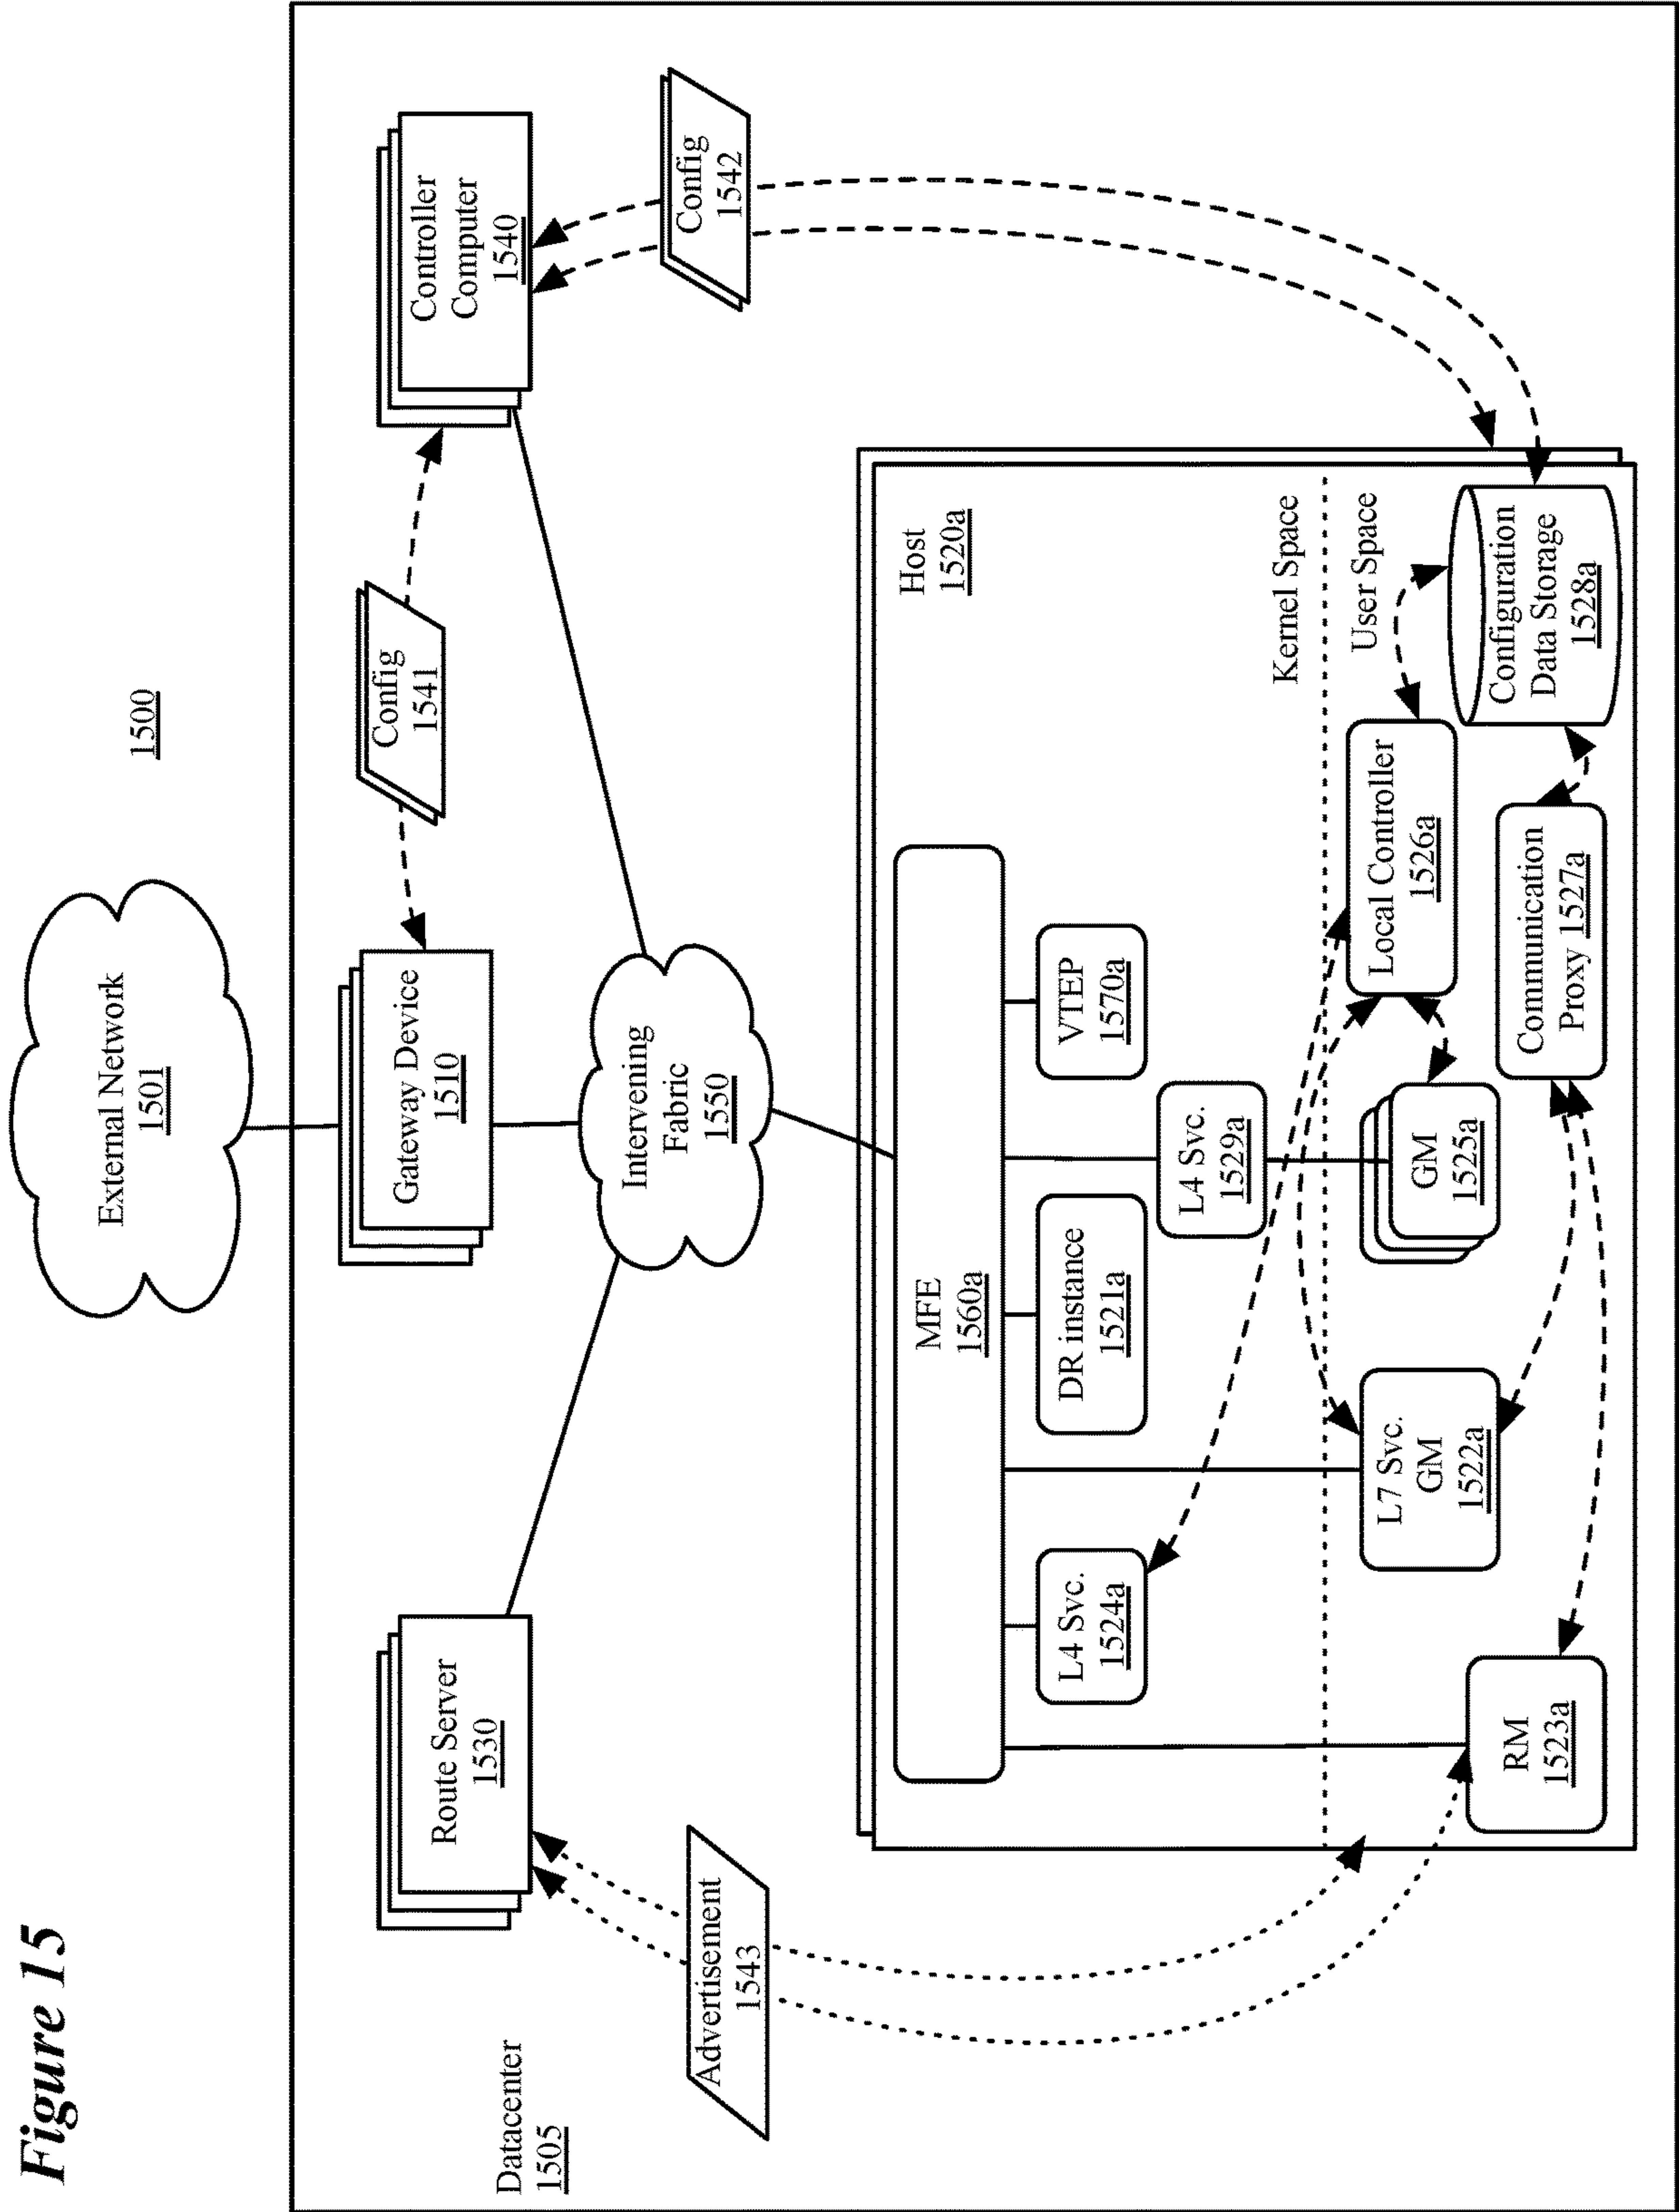 Figure 15
External Network
1501
1500
Datacenter
1505
Route Server
1530
Gateway Device
1510
Config
1541
Controller
Computer
1540
Advertisement
1543
Intervening
Fabric
1550
Config
1542
Host
1520a
MFE
1560a
L4 Svc.
1524a
DR instance
1521a
VTEP
1570a
L4 Svc.
1529a
Kernel Space
User Space
RM
1523a
L7 Svc.
GM
1522a
GM
1525a
Local Controller
1526a
Communication
Proxy 1527a
Configuration
Data Storage
1528a